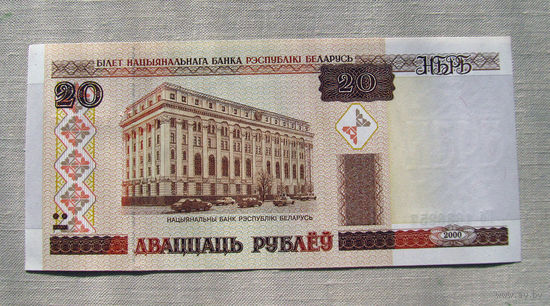 БІЛЕТ НАЦЫЯНАЛЬНАГА БАНКА РЭСПУБЛІКІ БЕЛАРУСЬ
20
20
НБРБ
НАЦЫЯНАЛЬНЫ БАНК РЭСПУБЛІКІ БЕЛАРУСЬ
ДВАЦЦАЦЬ РУБЛЁЎ
2000